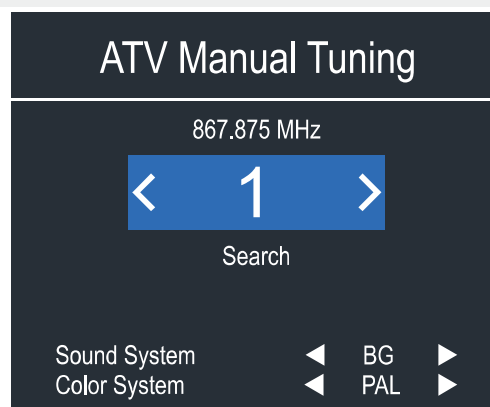 ATV Manual Tuning
867.875 MHz
1
Search
Sound System BG
Color System PAL